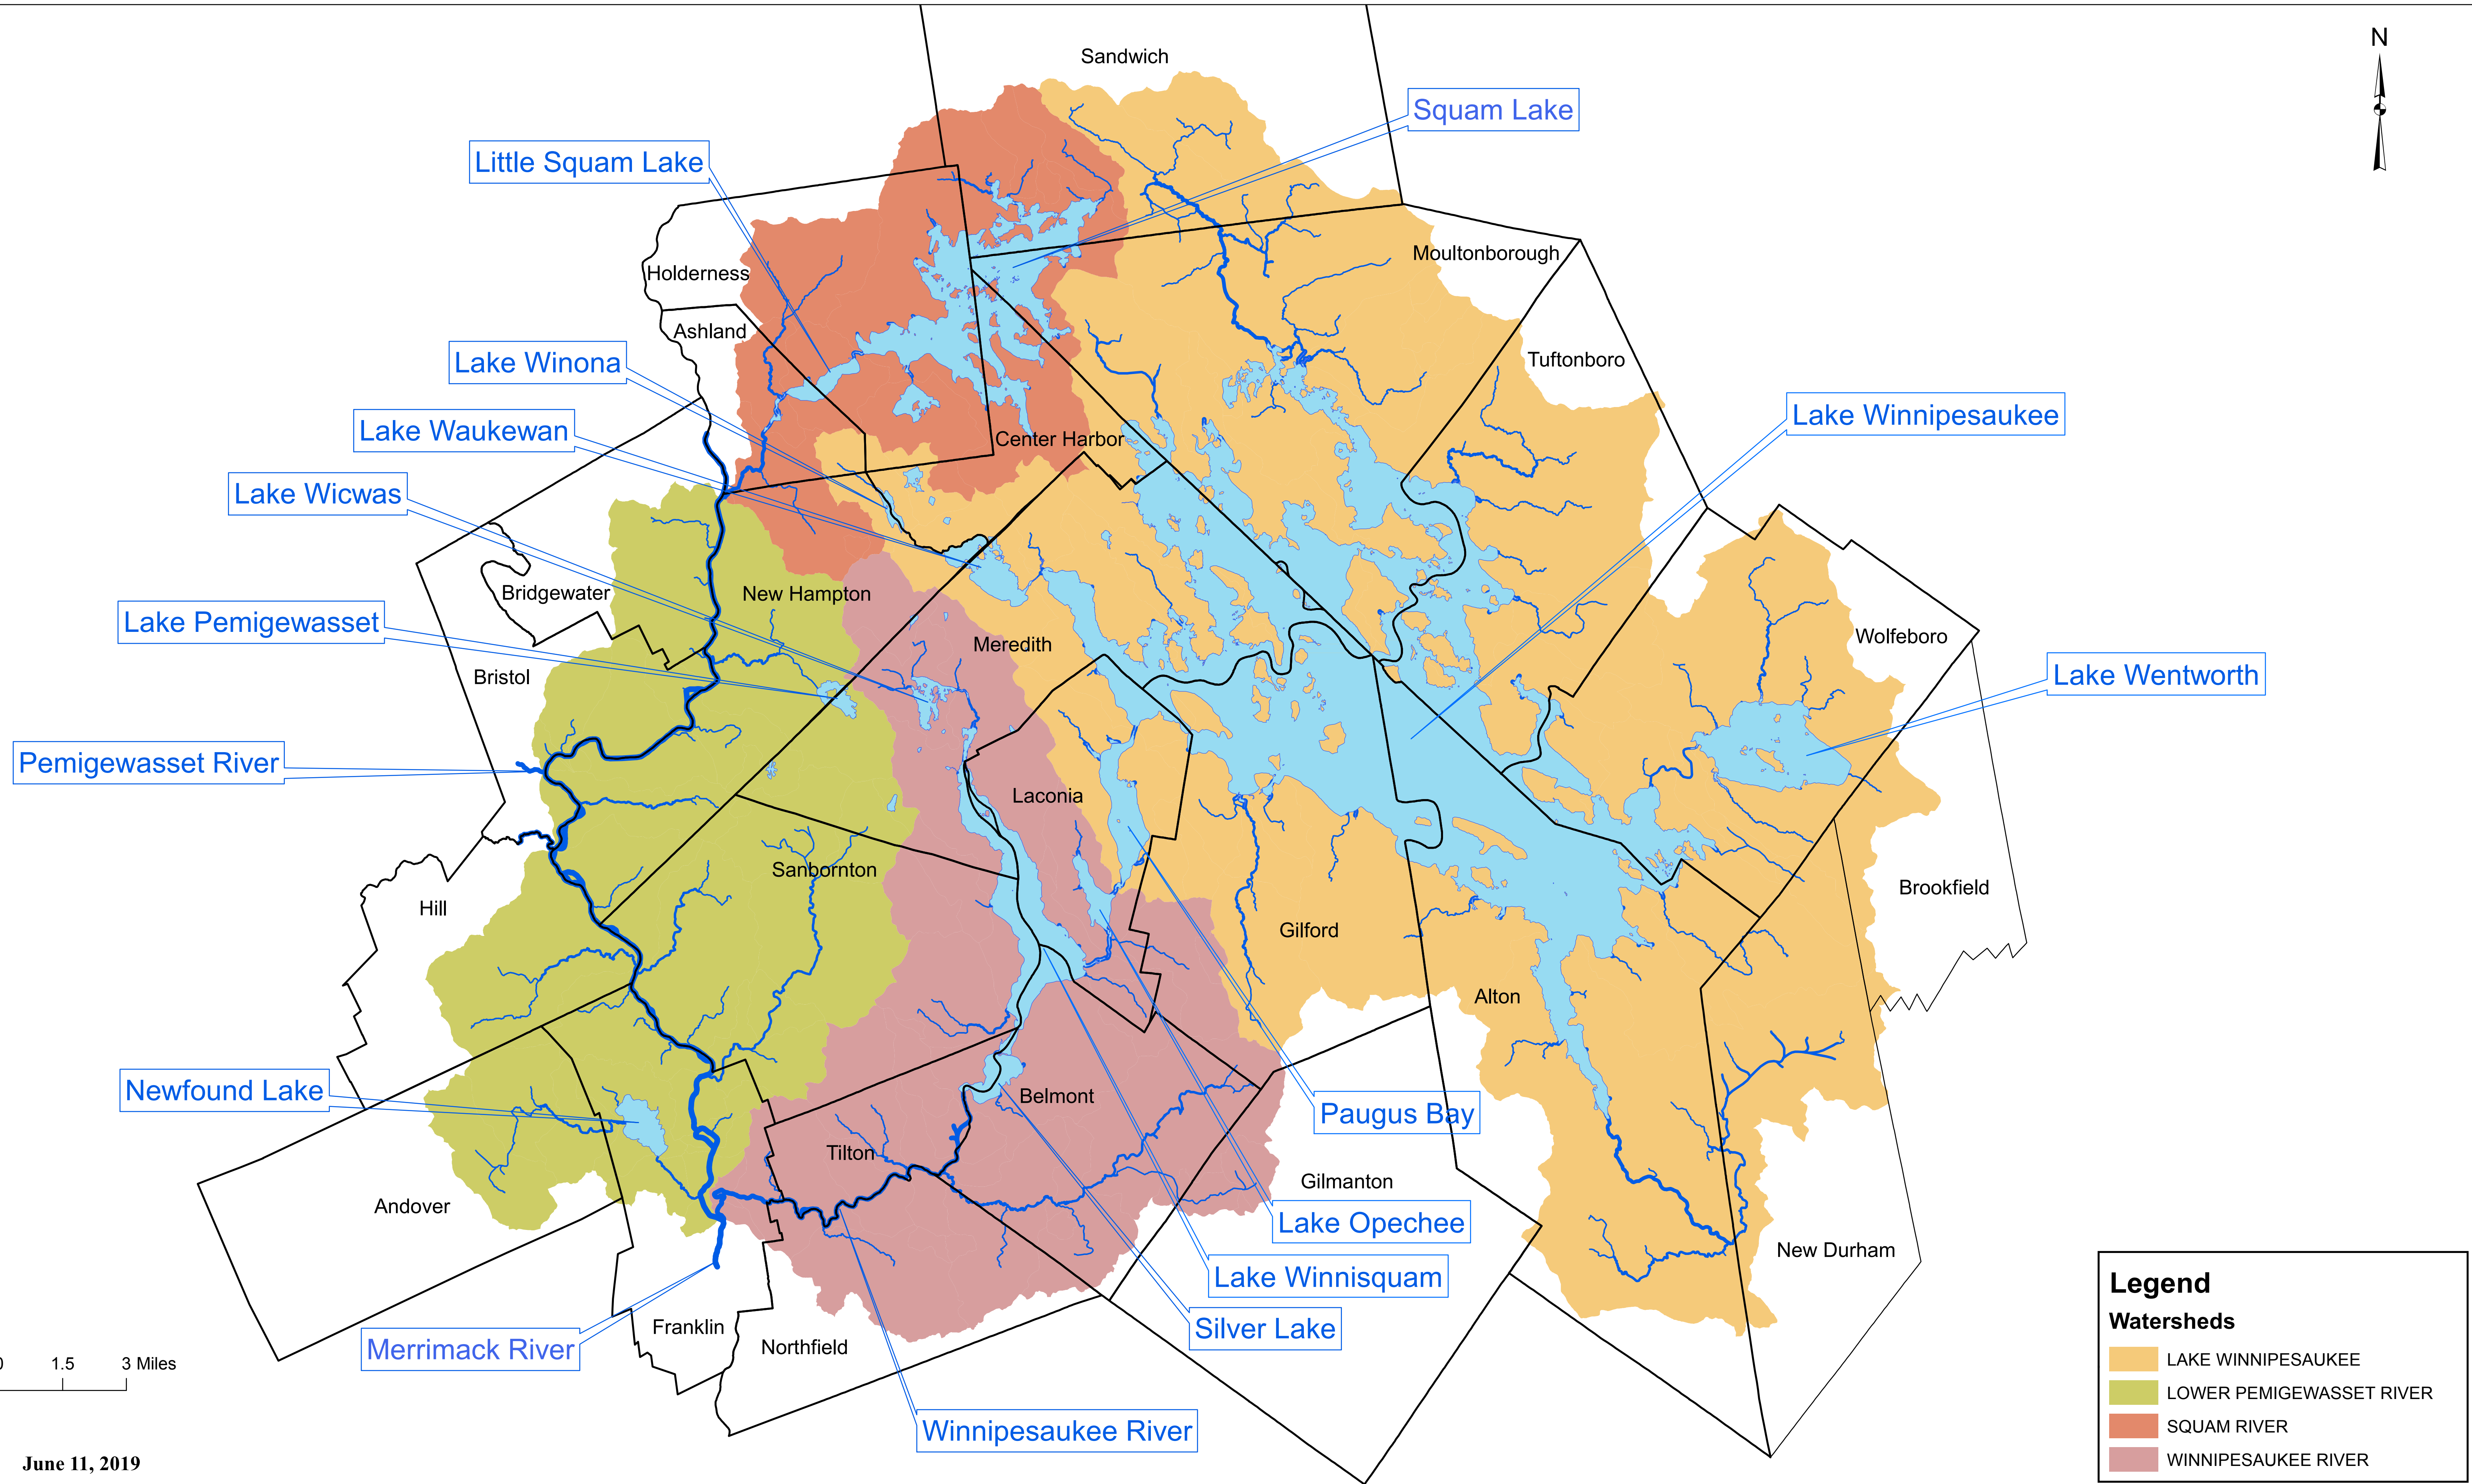 Sandwich
N
Squam Lake
Little Squam Lake
Moultonborough
Holderness
Ashland
Tuftonboro
Lake Winona
Lake Winnipesaukee
Lake Waukewan
Center Harbor
Lake Wicwas
Bridgewater
New Hampton
Lake Pemigewasset
Meredith
Wolfeboro
Bristol
Lake Wentworth
Pemigewasset River
Laconia
Sanbornton
Brookfield
Hill
Gilford
Alton
Newfound Lake
Belmont
Paugus Bay
Tilton
Gilmanton
Andover
Lake Opechee
New Durham
Lake Winnisquam
Silver Lake
Franklin
Northfield
Merrimack River
Winnipesaukee River
0 1.5 3 Miles
June 11, 2019
Legend
Watersheds
LAKE WINNIPESAUKEE
LOWER PEMIGEWASSET RIVER
SQUAM RIVER
WINNIPESAUKEE RIVER